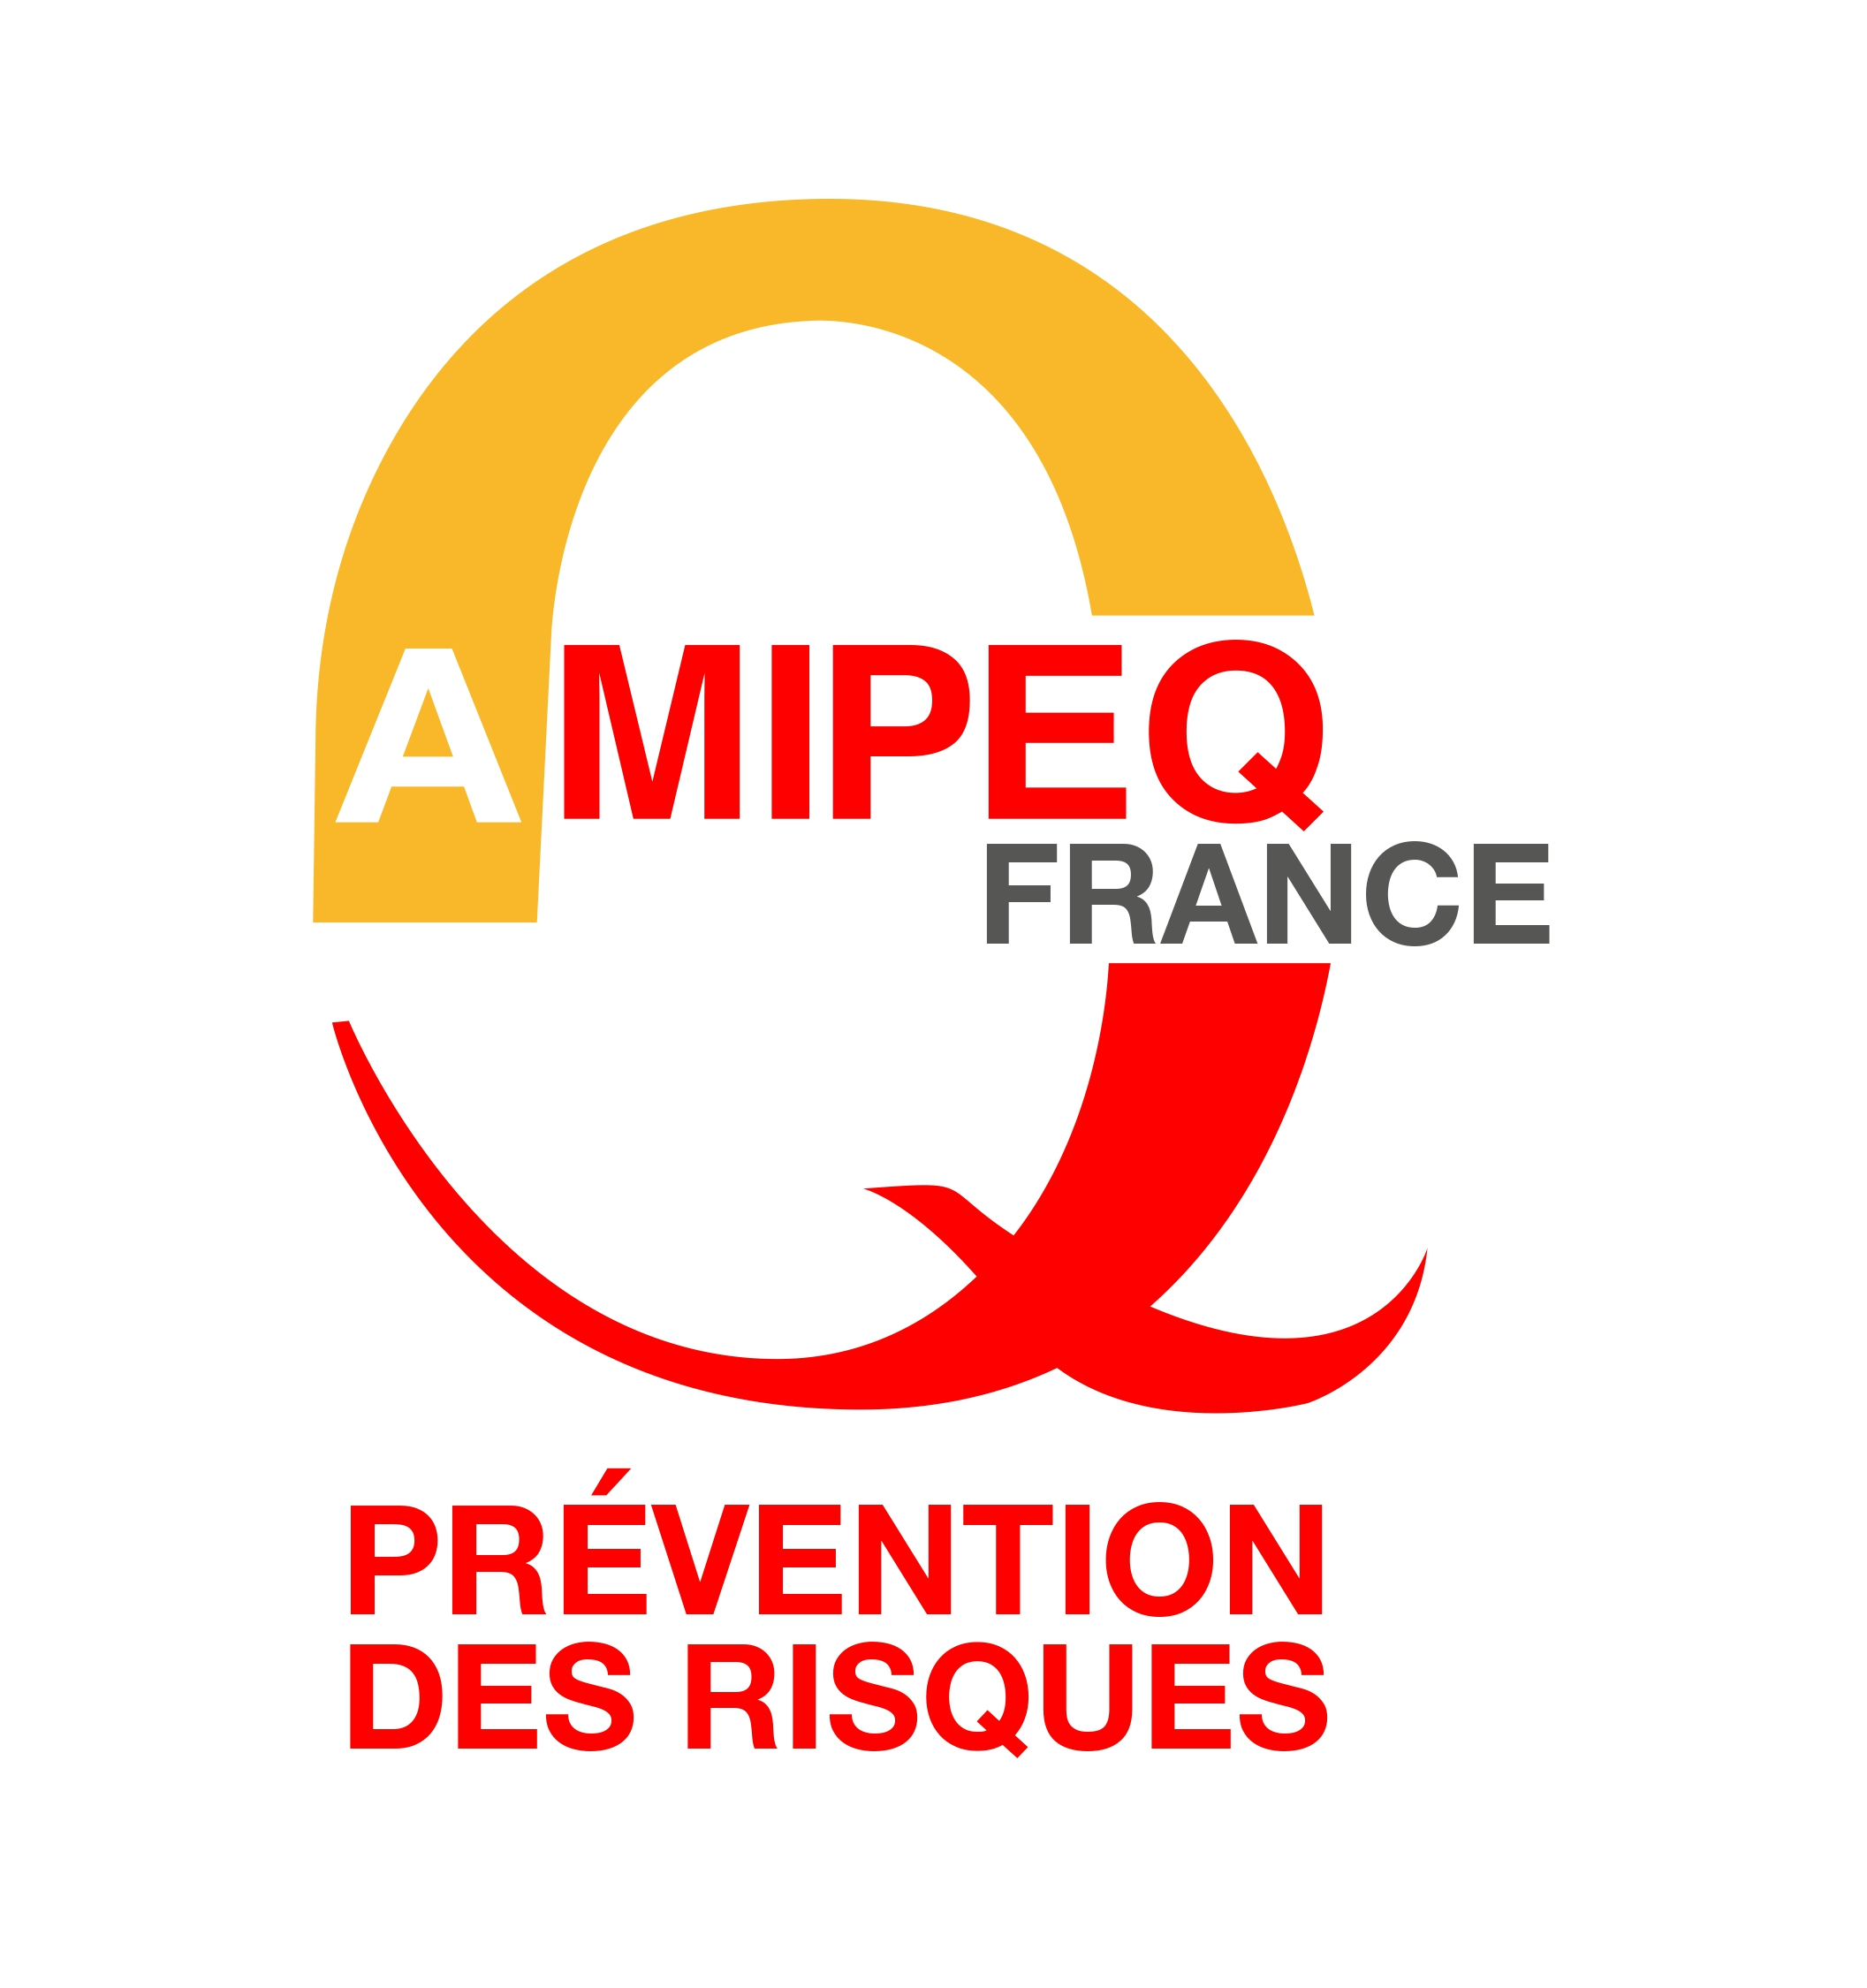 AMIPEQ
FRANCE
PRÉVENTION
DES RISQUES